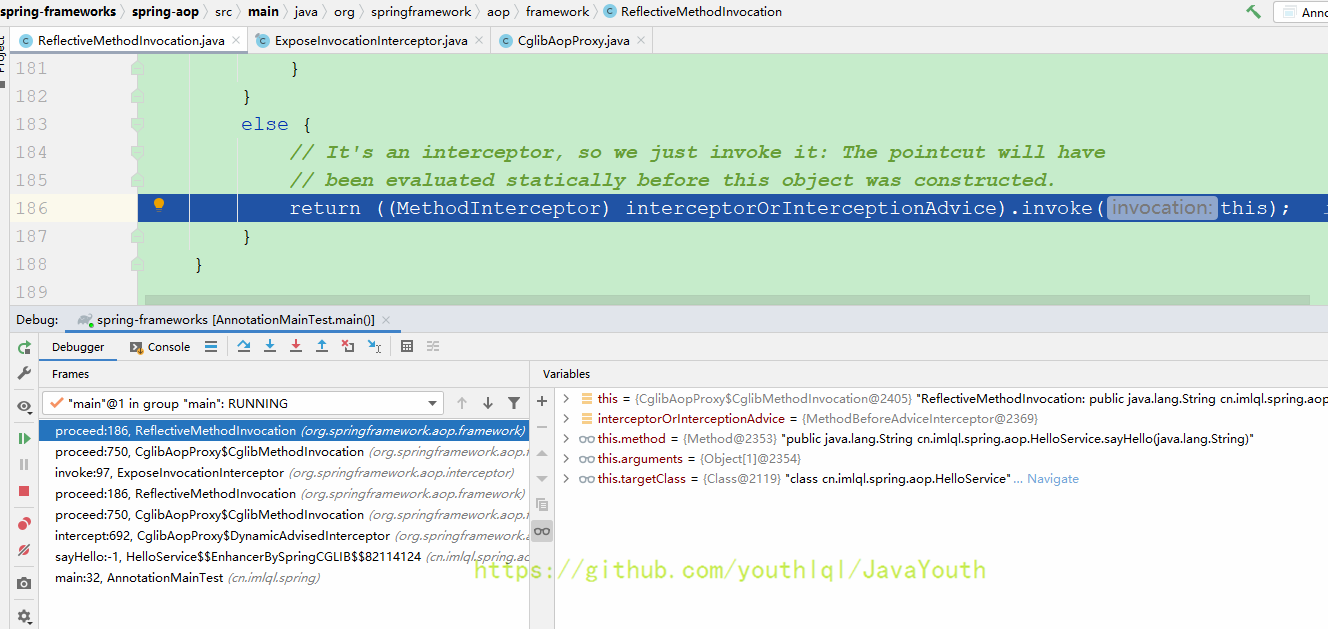 spring-frameworks spring-aop src main java org springframework aop framework ReflectiveMethodInvocation Anno
ReflectiveMethodInvocation.java ExposeInvocationInterceptor.java CglibAopProxy.java
181 }
182 }
183 else {
184 // It's an interceptor, so we just invoke it: The pointcut will have
185 // been evaluated statically before this object was constructed.
186 return ((MethodInterceptor) interceptorOrInterceptionAdvice).invoke( invocation: this);
187 }
188 }
189
Debug: spring-frameworks [AnnotationMainTest.main()]
Debugger Console
Frames
Variables
"main"@1 in group "main": RUNNING
proceed:186, ReflectiveMethodInvocation (org.springframework.aop.framework)
proceed:750, CglibAopProxy$CglibMethodInvocation (org.springframework.aop.f
invoke:97, ExposeInvocationInterceptor (org.springframework.aop.interceptor)
proceed:186, ReflectiveMethodInvocation (org.springframework.aop.framework)
proceed:750, CglibAopProxy$CglibMethodInvocation (org.springframework.aop.f
intercept:692, CglibAopProxy$DynamicAdvisedInterceptor (org.springframework.a
sayHello:-1, HelloService$$EnhancerBySpringCGLIB$$82114124 (cn.imlql.spring.ao
main:32, AnnotationMainTest (cn.imlql.spring)
this = {CglibAopProxy$CglibMethodInvocation@2405} "ReflectiveMethodInvocation: public java.lang.String cn.imlql.spring.aop
interceptorOrInterceptionAdvice = {MethodBeforeAdviceInterceptor@2369}
this.method = {Method@2353} "public java.lang.String cn.imlql.spring.aop.HelloService.sayHello(java.lang.String)"
this.arguments = {Object[1]@2354}
this.targetClass = {Class@2119} "class cn.imlql.spring.aop.HelloService" ... Navigate
https://github.com/youthlql/JavaYouth